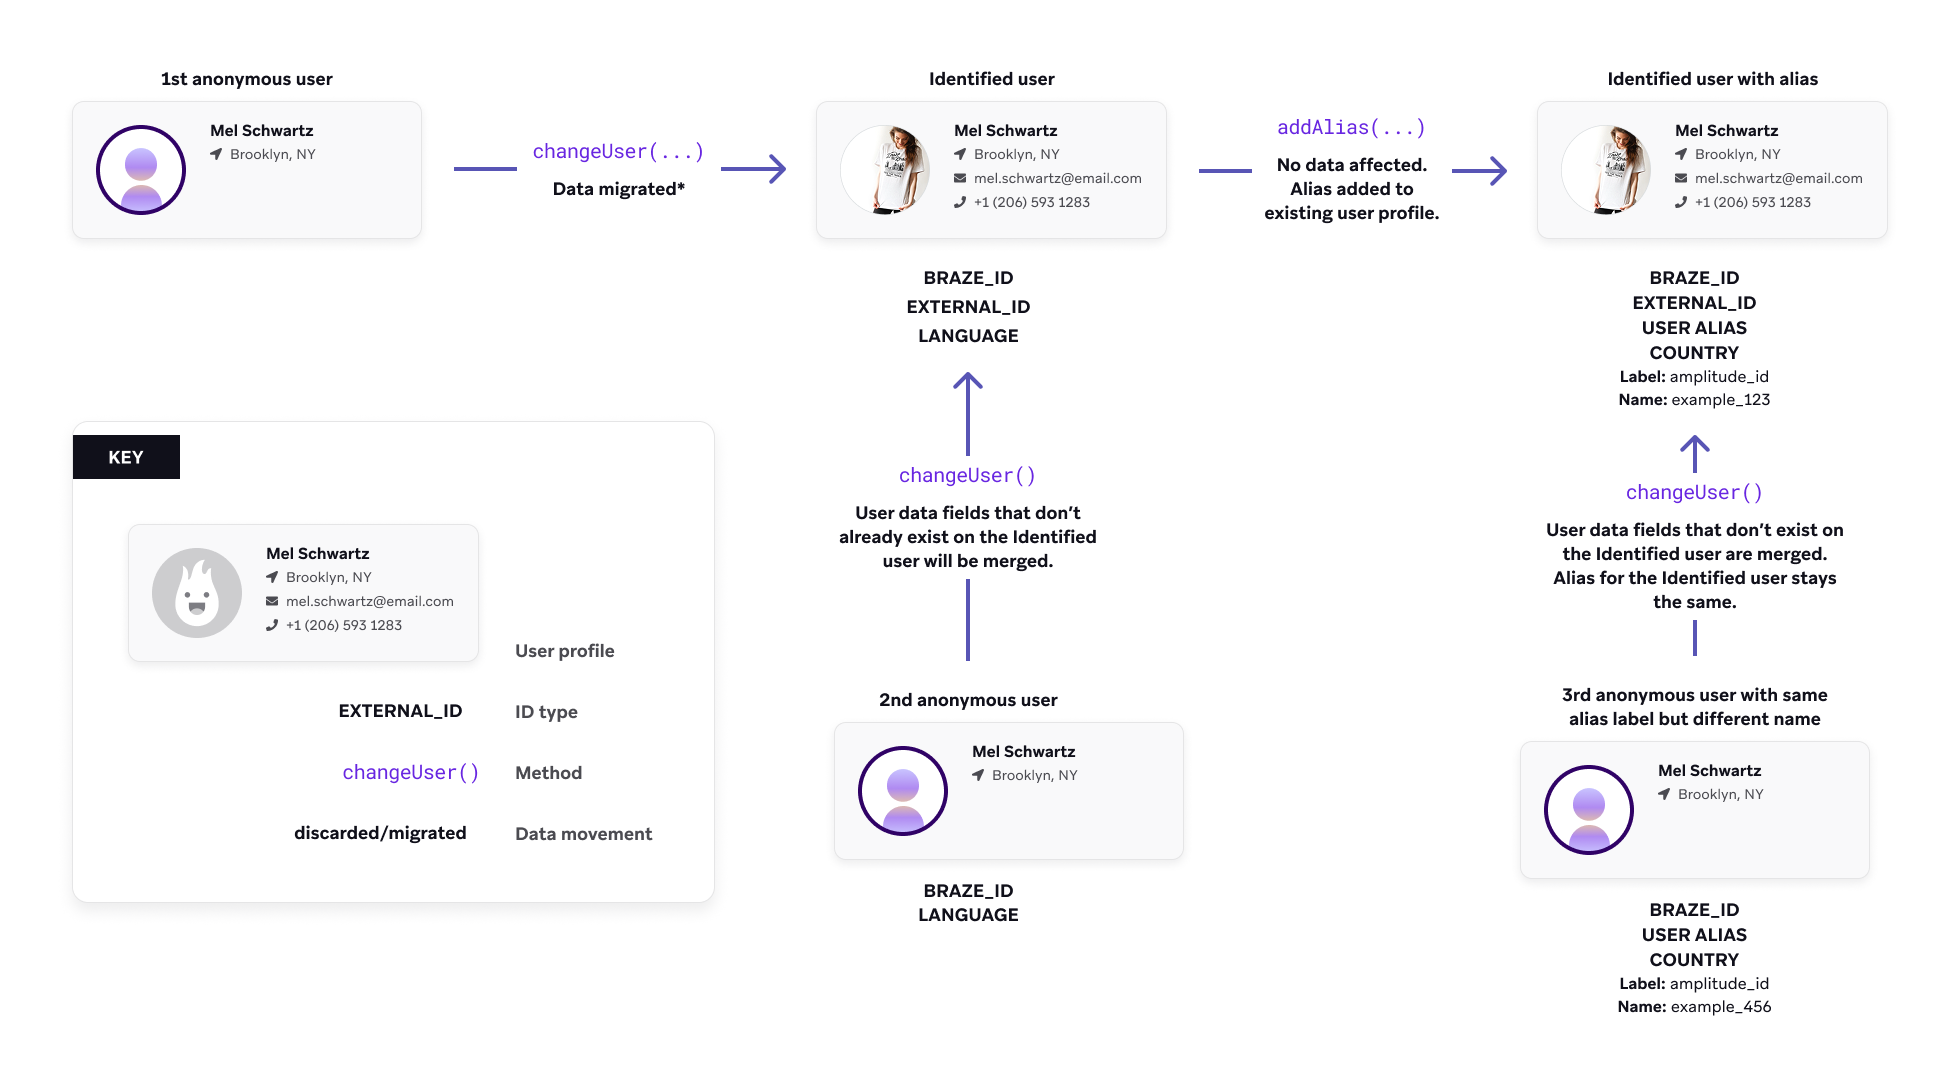 1st anonymous user
Mel Schwartz
Brooklyn, NY
changeUser(...)
Data migrated*
Identified user
Mel Schwartz
Brooklyn, NY
mel.schwartz@email.com
+1 (206) 593 1283
addAlias(...)
No data affected.
Alias added to
existing user profile.
Identified user with alias
Mel Schwartz
Brooklyn, NY
mel.schwartz@email.com
+1 (206) 593 1283
BRAZE_ID
EXTERNAL_ID
LANGUAGE
BRAZE_ID
EXTERNAL_ID
USER ALIAS
COUNTRY
Label: amplitude_id
Name: example_123
KEY
Mel Schwartz
Brooklyn, NY
mel.schwartz@email.com
+1 (206) 593 1283
User profile
EXTERNAL_ID
ID type
changeUser()
Method
discarded/migrated
Data movement
changeUser()
User data fields that don’t
already exist on the Identified
user will be merged.
2nd anonymous user
Mel Schwartz
Brooklyn, NY
BRAZE_ID
LANGUAGE
changeUser()
User data fields that don’t exist on
the Identified user are merged.
Alias for the Identified user stays
the same.
3rd anonymous user with same
alias label but different name
Mel Schwartz
Brooklyn, NY
BRAZE_ID
USER ALIAS
COUNTRY
Label: amplitude_id
Name: example_456